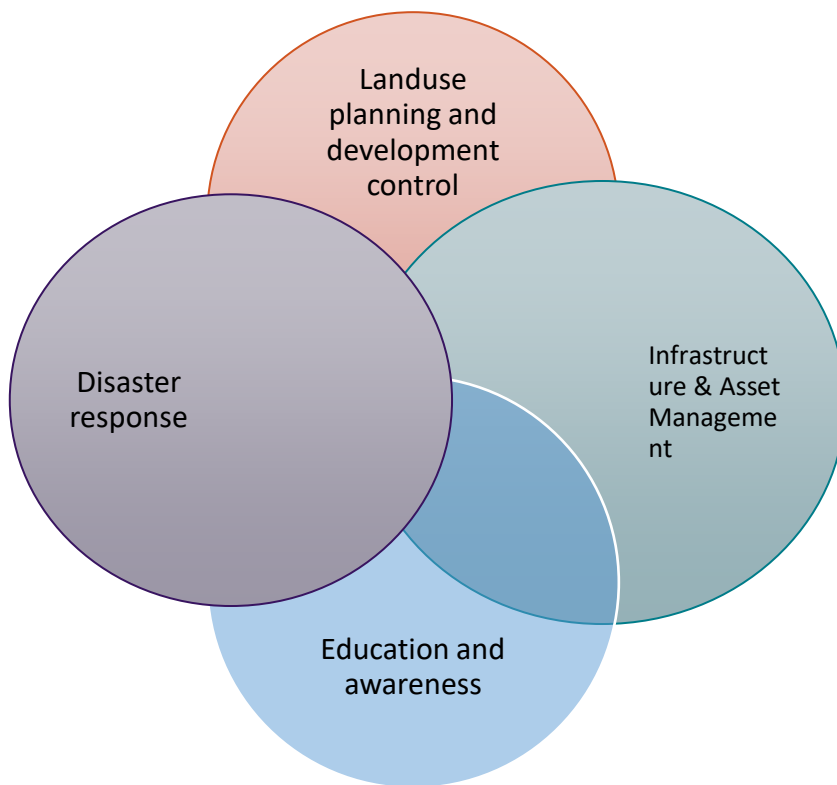 Landuse
planning and
development
control
Disaster
response
Infrastruct
ure & Asset
Manageme
nt
Education and
awareness